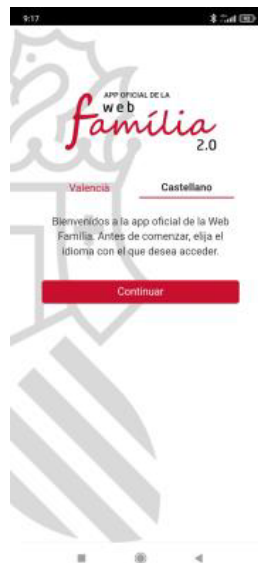 9:17
APP OFICIAL DE LA
web
família
2.0
Valencià
Castellano
Bienvenidos a la app oficial de la Web
Família. Antes de comenzar, elija el
idioma con el que desea acceder.
Continuar